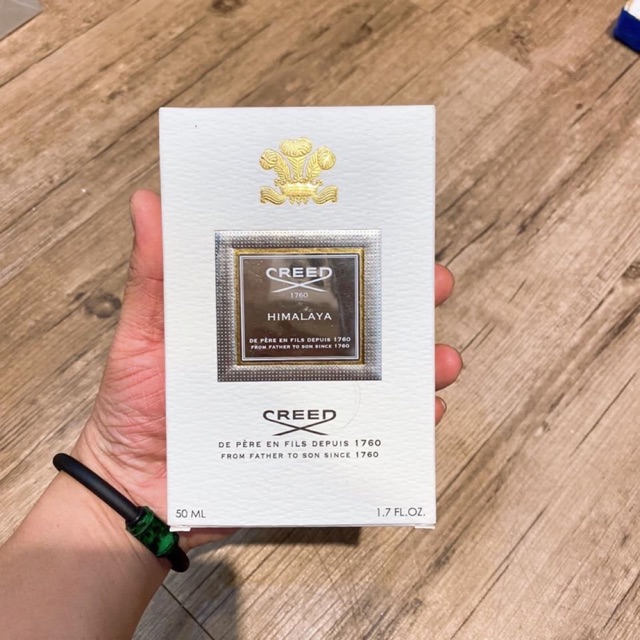 CREED
1760
HIMALAYA
DE PÈRE EN FILS DEPUIS 1760
FROM FATHER TO SON SINCE 1760
CREED
DE PÈRE EN FILS DEPUIS 1760
FROM FATHER TO SON SINCE 1760
50 ML 1.7 FL.OZ.